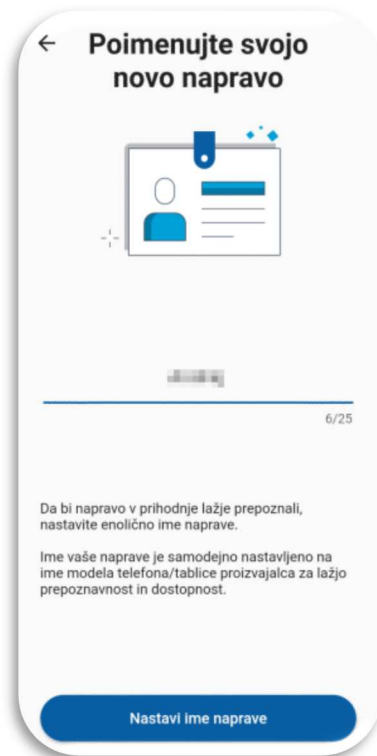 Poimenujte svojo
novo napravo
6/25
Da bi napravo v prihodnje lažje prepoznali,
nastavite enolično ime naprave.
Ime vaše naprave je samodejno nastavljeno na
ime modela telefona/tablice proizvajalca za lažjo
prepoznavnost in dostopnost.
Nastavi ime naprave